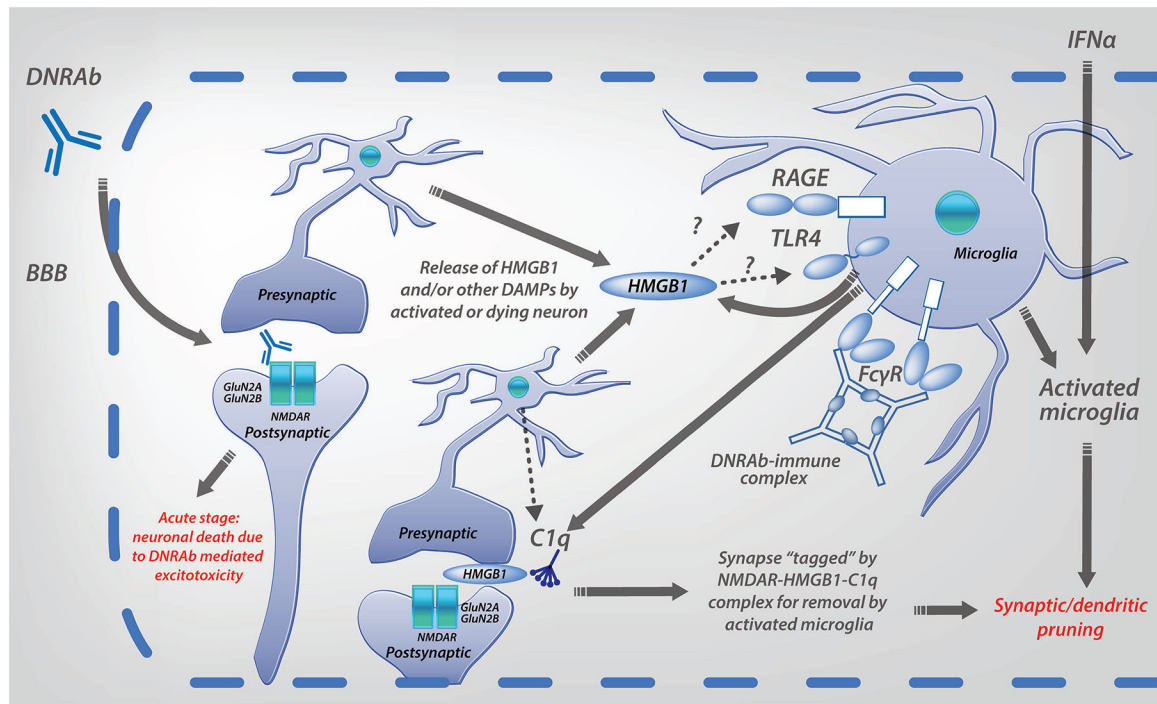 DNRAb
BBB
IFNα
Presynaptic
GluN2A
GluN2B
NMDAR
Postsynaptic
Acute stage:
neuronal death due
to DNRAb mediated
excitotoxicity
Release of HMGB1
and/or other DAMPs by
activated or dying neuron
HMGB1
?
?
RAGE
TLR4
Microglia
FcγR
DNRAb-immune
complex
Activated
microglia
Presynaptic
C1q
HMGB1
GluN2A
GluN2B
NMDAR
Postsynaptic
Synapse “tagged” by
NMDAR-HMGB1-C1q
complex for removal by
activated microglia
Synaptic/dendritic
pruning